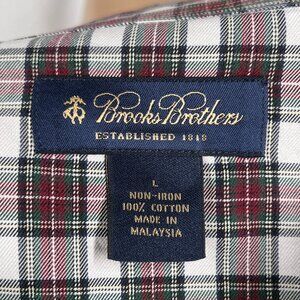 Brooks Brothers
ESTABLISHED 1818
L
NON-IRON
100% COTTON
MADE IN
MALAYSIA